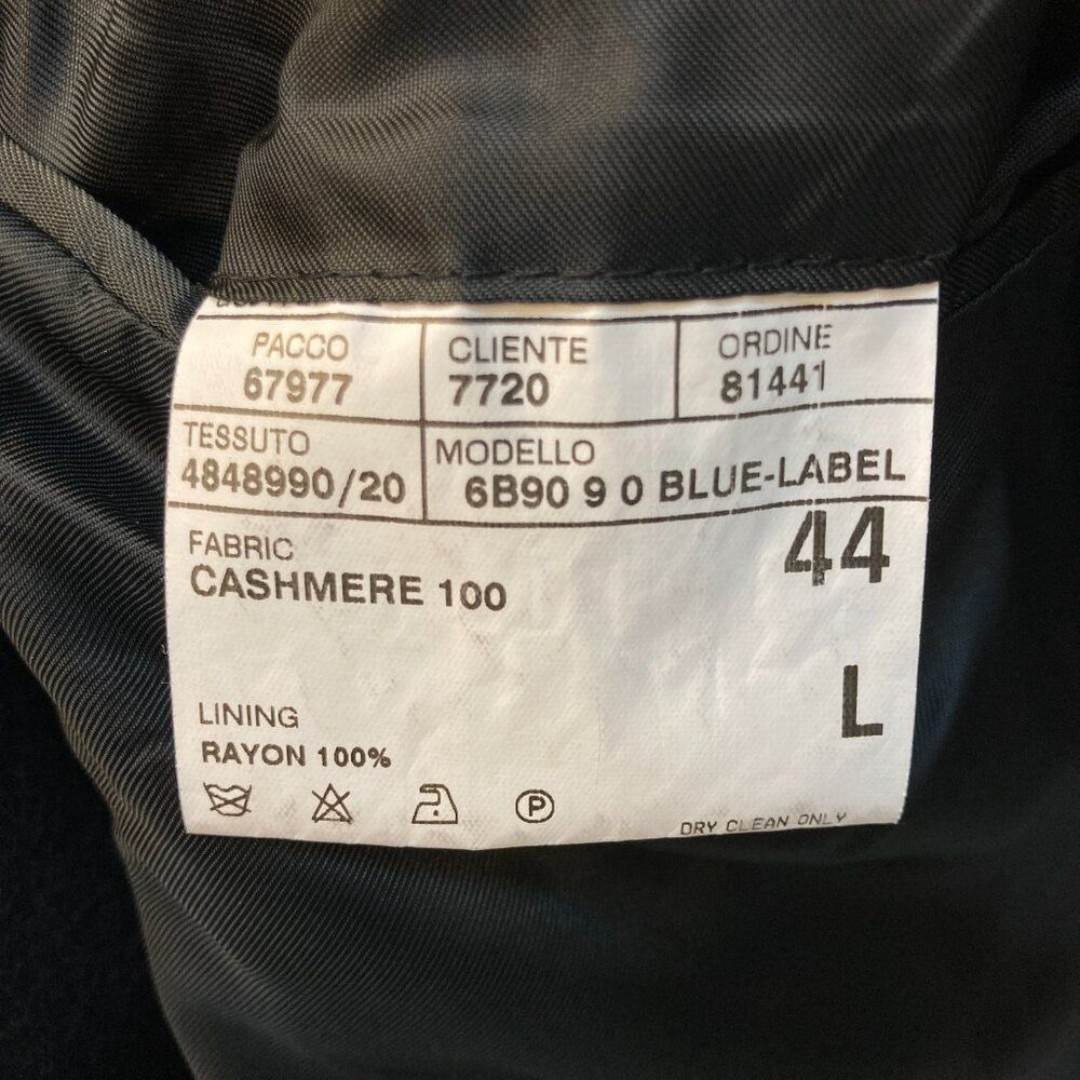 PACCO CLIENTE ORDINE
67977 7720 81441
TESSUTO MODELLO
4848990/20 6B90 9 0 BLUE-LABEL
FABRIC 44
CASHMERE 100
L
LINING
RAYON 100%
P
DRY CLEAN ONLY